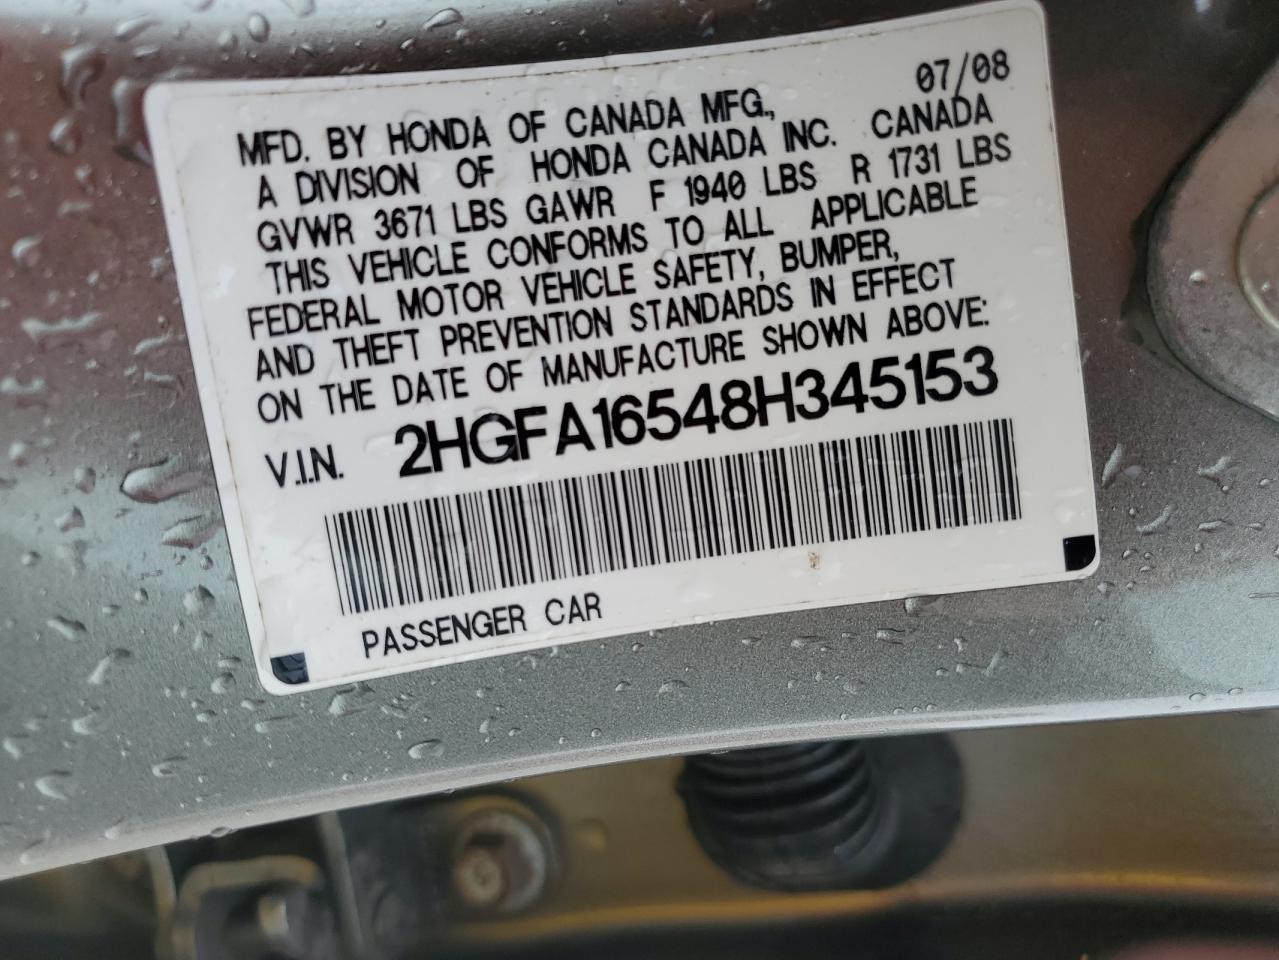 07/08
MFD. BY HONDA OF CANADA MFG.,
A DIVISION OF HONDA CANADA INC. CANADA
GVWR 3671 LBS GAWR F 1940 LBS R 1731 LBS
THIS VEHICLE CONFORMS TO ALL APPLICABLE
FEDERAL MOTOR VEHICLE SAFETY, BUMPER,
AND THEFT PREVENTION STANDARDS IN EFFECT
ON THE DATE OF MANUFACTURE SHOWN ABOVE:
V.I.N. 2HGFA16548H345153
PASSENGER CAR